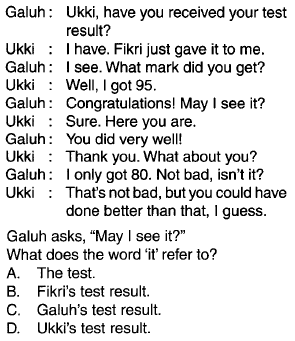 Galuh : Ukki, have you received your test
result?
Ukki : I have. Fikri just gave it to me.
Galuh : I see. What mark did you get?
Ukki : Well, I got 95.
Galuh : Congratulations! May I see it?
Ukki : Sure. Here you are.
Galuh : You did very well!
Ukki : Thank you. What about you?
Galuh : I only got 80. Not bad, isn't it?
Ukki : That's not bad, but you could have
done better than that, I guess.
Galuh asks, "May I see it?"
What does the word 'it' refer to?
A. The test.
B. Fikri's test result.
C. Galuh's test result.
D. Ukki's test result.